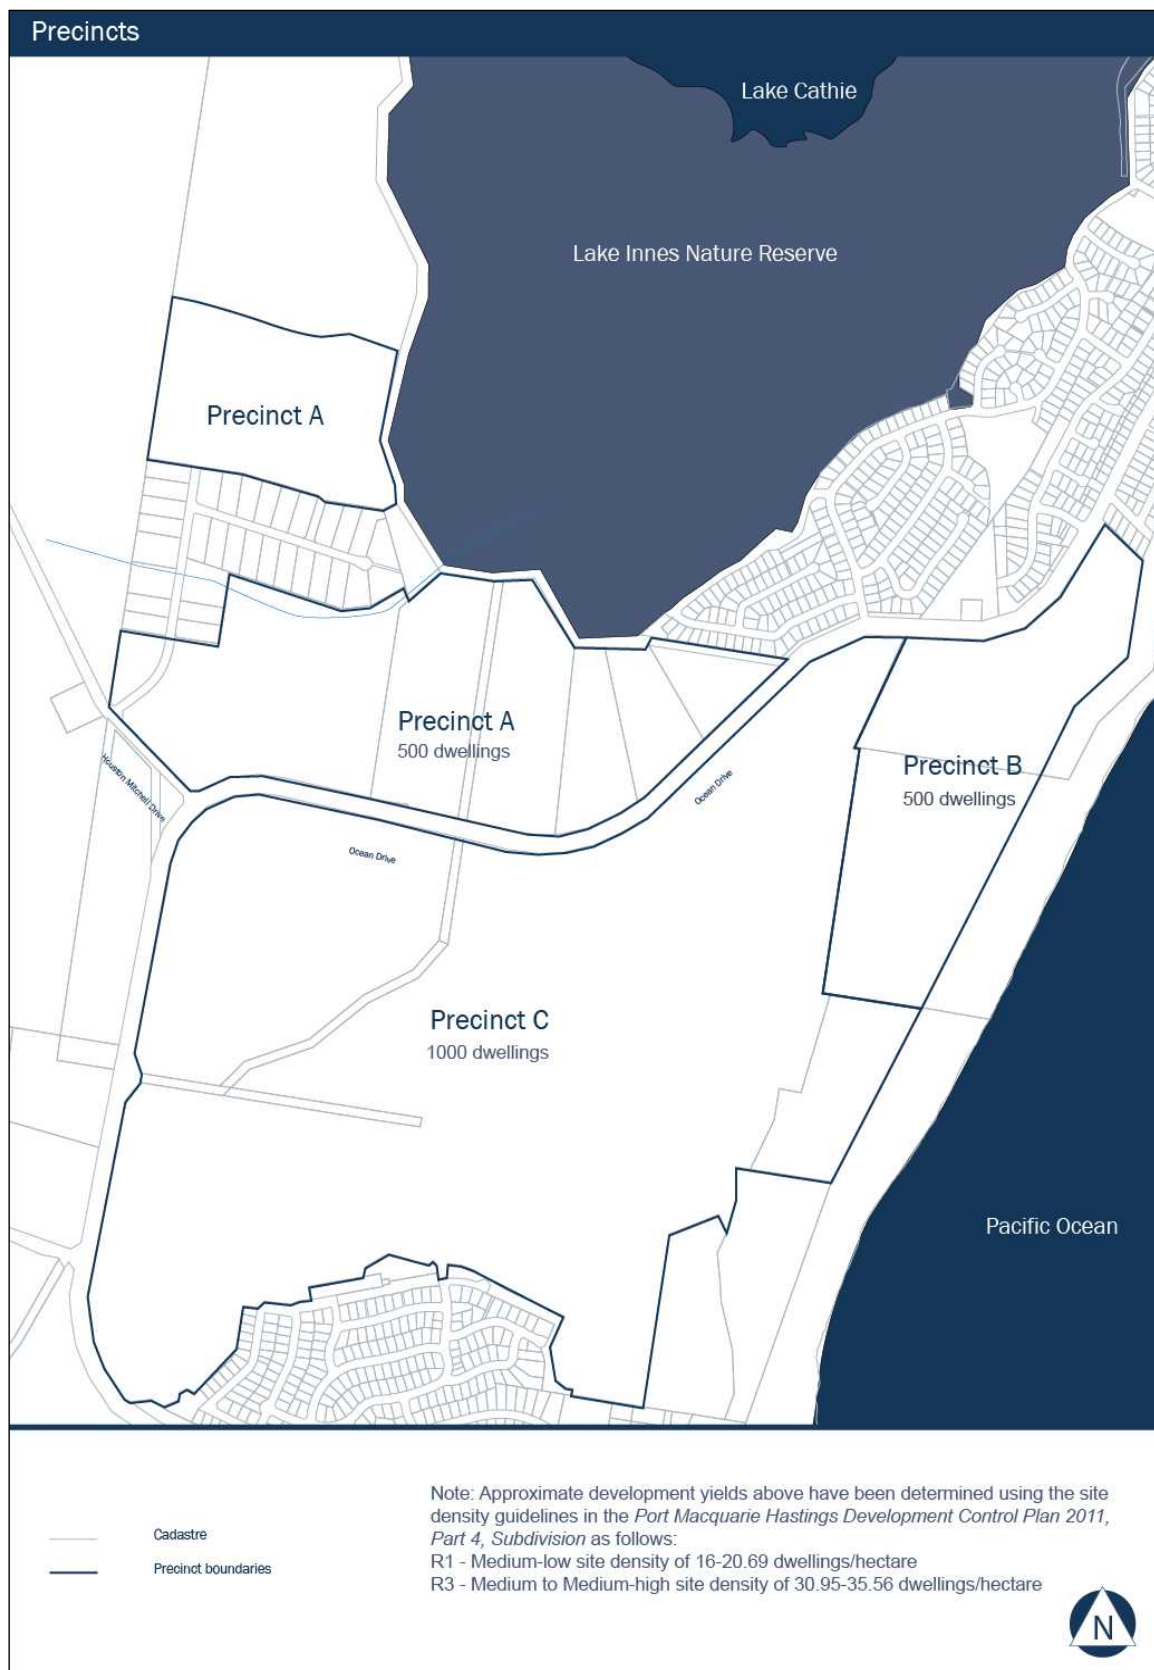 Precincts
Lake Cathie
Lake Innes Nature Reserve
Precinct A
Precinct A
500 dwellings
Precinct B
500 dwellings
Houston Mitchell Drive
Ocean Drive
Ocean Drive
Precinct C
1000 dwellings
Pacific Ocean
Note: Approximate development yields above have been determined using the site
density guidelines in the Port Macquarie Hastings Development Control Plan 2011,
Part 4, Subdivision as follows:
R1 - Medium-low site density of 16-20.69 dwellings/hectare
R3 - Medium to Medium-high site density of 30.95-35.56 dwellings/hectare
Cadastre
Precinct boundaries
N